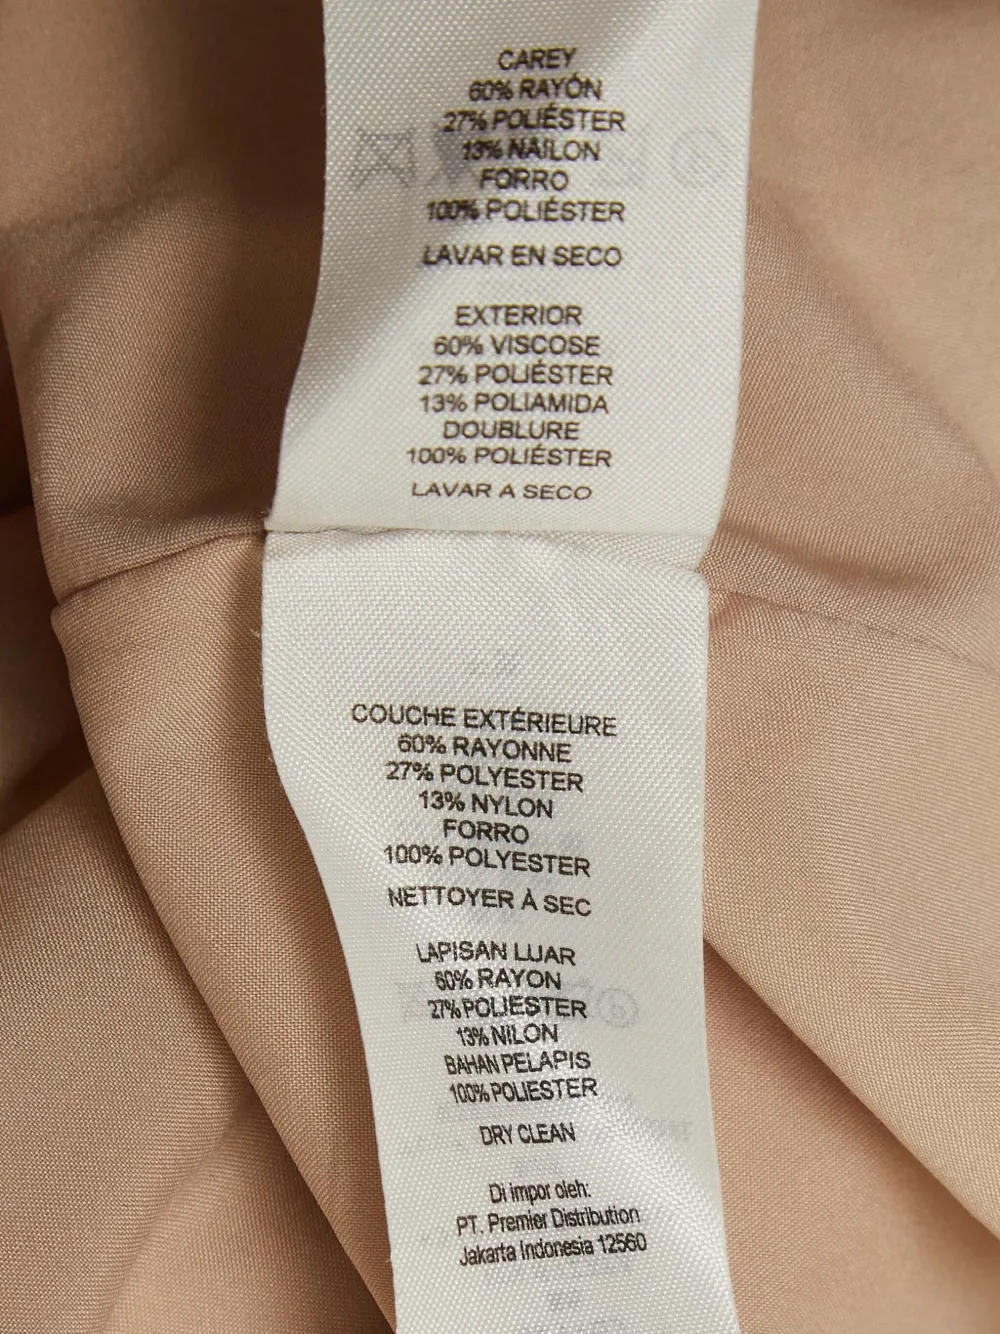 CAREY
60% RAYÓN
27% POLIÉSTER
13% NAILON
FORRO
100% POLIÉSTER
LAVAR EN SECO
EXTERIOR
60% VISCOSE
27% POLIÉSTER
13% POLIAMIDA
DOUBLURE
100% POLIÉSTER
LAVAR A SECO
COUCHE EXTÉRIEURE
60% RAYONNE
27% POLYESTER
13% NYLON
FORRO
100% POLYESTER
NETTOYER À SEC
LAPISAN LUAR
60% RAYON
27% POLIESTER
13% NILON
BAHAN PELAPIS
100% POLIESTER
DRY CLEAN
Di impor oleh:
PT. Premier Distribution
Jakarta Indonesia 12560